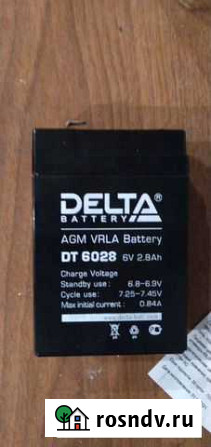 DELTA®
BATTERY
AGM VRLA Battery
DT 6028 6V 2.8Ah
Charge Voltage
Standby use: 6.8-6.9V
Cycle use: 7.25-7.45V
Max initial current: 0.84A
rosndv.ru